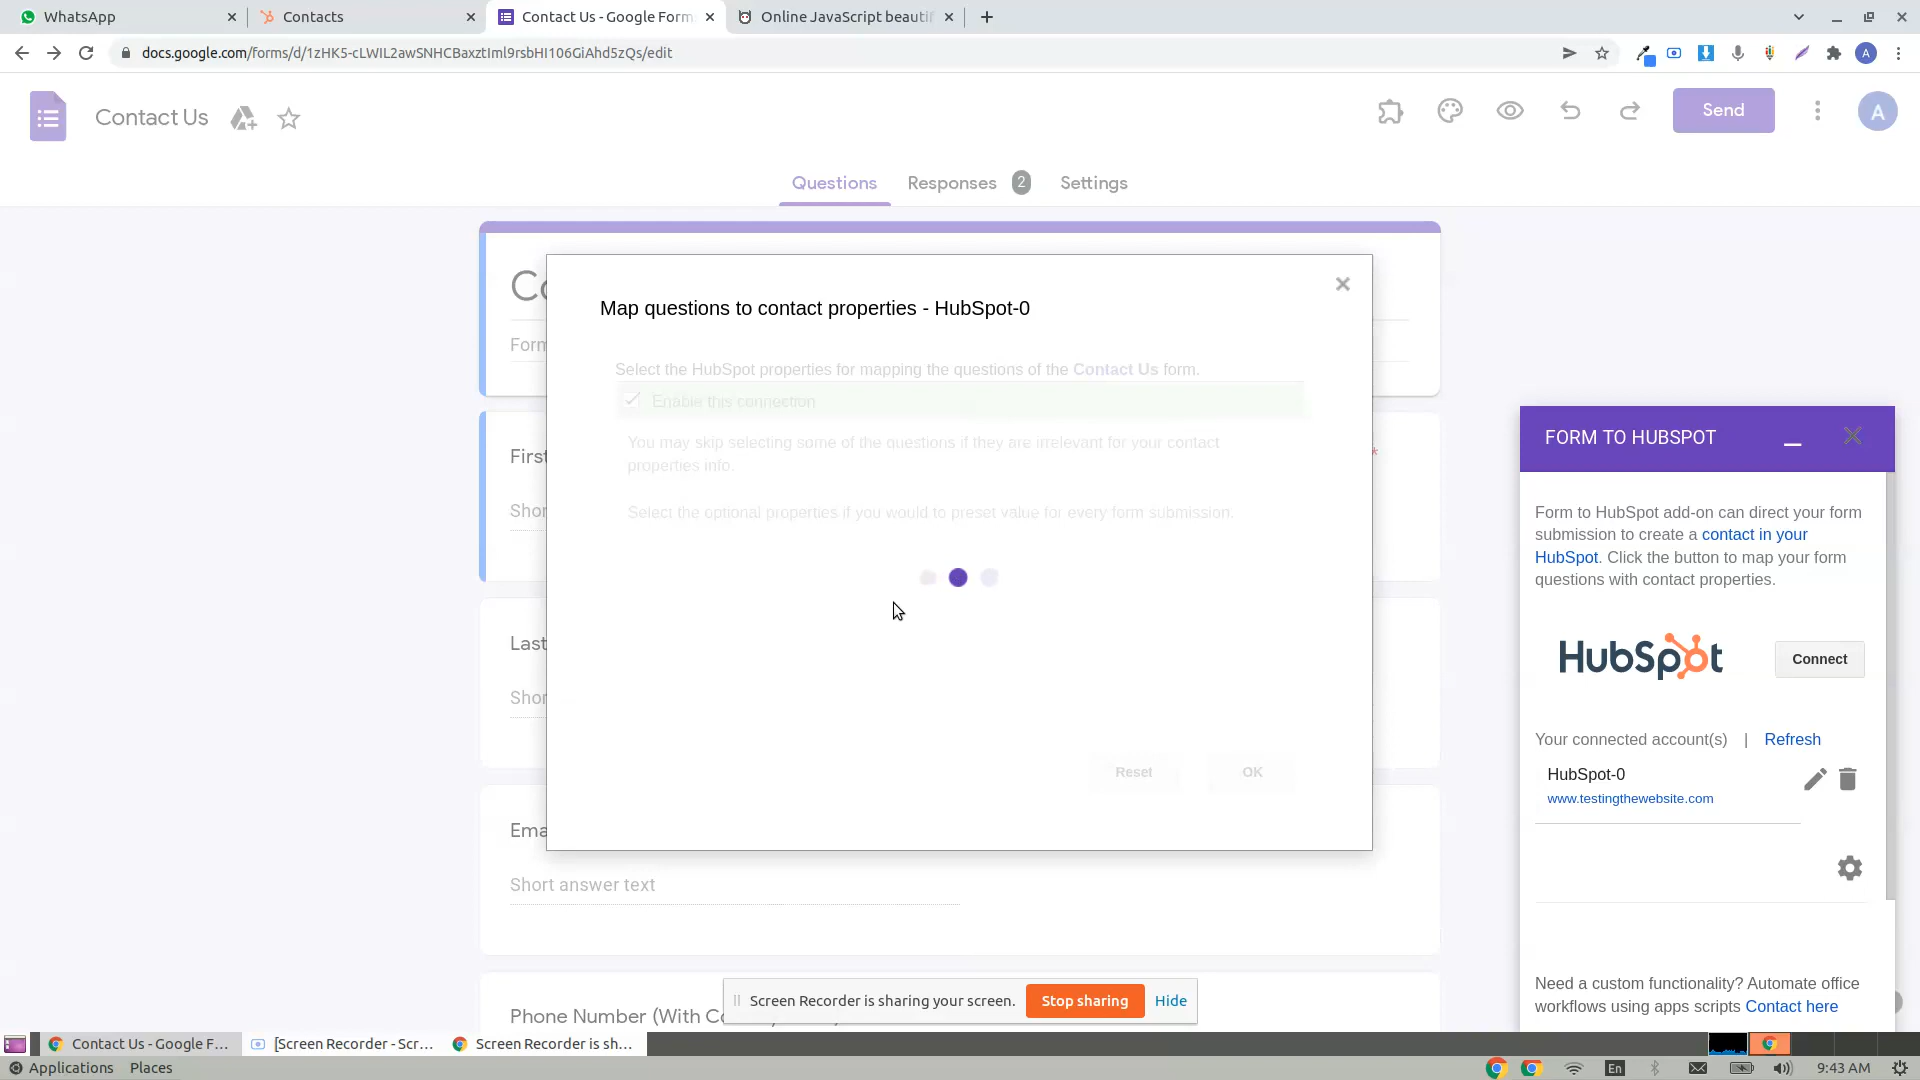 WhatsApp
Contacts
Contact Us - Google Form
Online JavaScript beautif
docs.google.com/forms/d/1zHK5-cLWIL2awSNHCBaxztIml9rsbHI106GiAhd5zQs/edit
A
Contact Us
Send
A
Questions
Responses 2
Settings
Map questions to contact properties - HubSpot-0
Form
Select the HubSpot properties for mapping the questions of the Contact Us form.
Enable this connection
You may skip selecting some of the questions if they are irrelevant for your contact
properties info.
Select the optional properties if you would to preset value for every form submission.
First
*
Shor
Last
Shor
Reset
OK
Ema
Short answer text
Phone Number (With Co
FORM TO HUBSPOT
Form to HubSpot add-on can direct your form
submission to create a contact in your
HubSpot. Click the button to map your form
questions with contact properties.
HubSpot
Connect
Your connected account(s) | Refresh
HubSpot-0
www.testingthewebsite.com
Need a custom functionality? Automate office
workflows using apps scripts Contact here
Screen Recorder is sharing your screen.
Stop sharing
Hide
Contact Us - Google F...
[Screen Recorder - Scr...
Screen Recorder is sh...
Applications
Places
En
9:43 AM